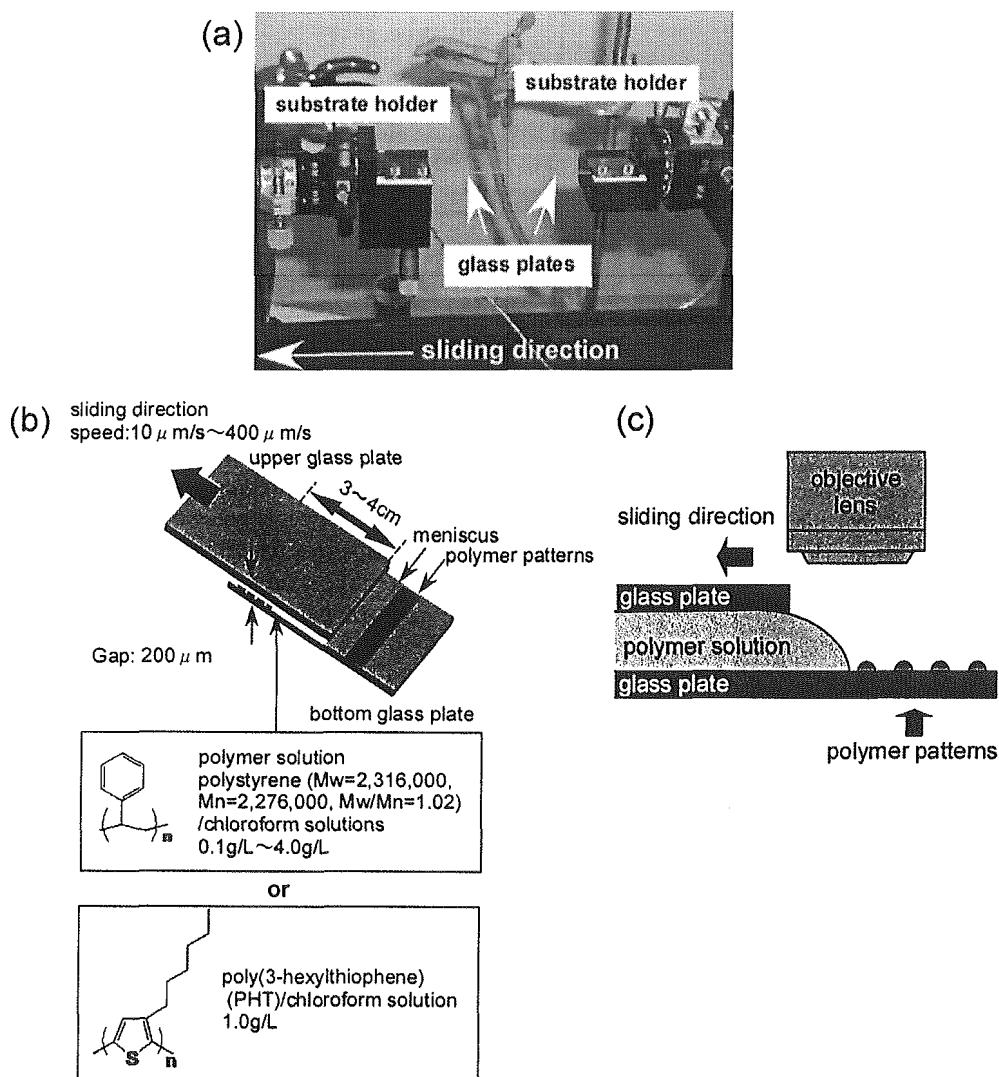 (a)
substrate holder
substrate holder
glass plates
sliding direction
(b)
sliding direction
speed:10 μm/s～400 μm/s
upper glass plate
3～4cm
meniscus
polymer patterns
Gap: 200 μm
bottom glass plate
polymer solution
polystyrene (Mw=2,316,000,
Mn=2,276,000, Mw/Mn=1.02)
/chloroform solutions
0.1g/L～4.0g/L
n
or
poly(3-hexylthiophene)
(PHT)/chloroform solution
1.0g/L
S
n
(c)
objective
lens
sliding direction
glass plate
polymer solution
glass plate
polymer patterns